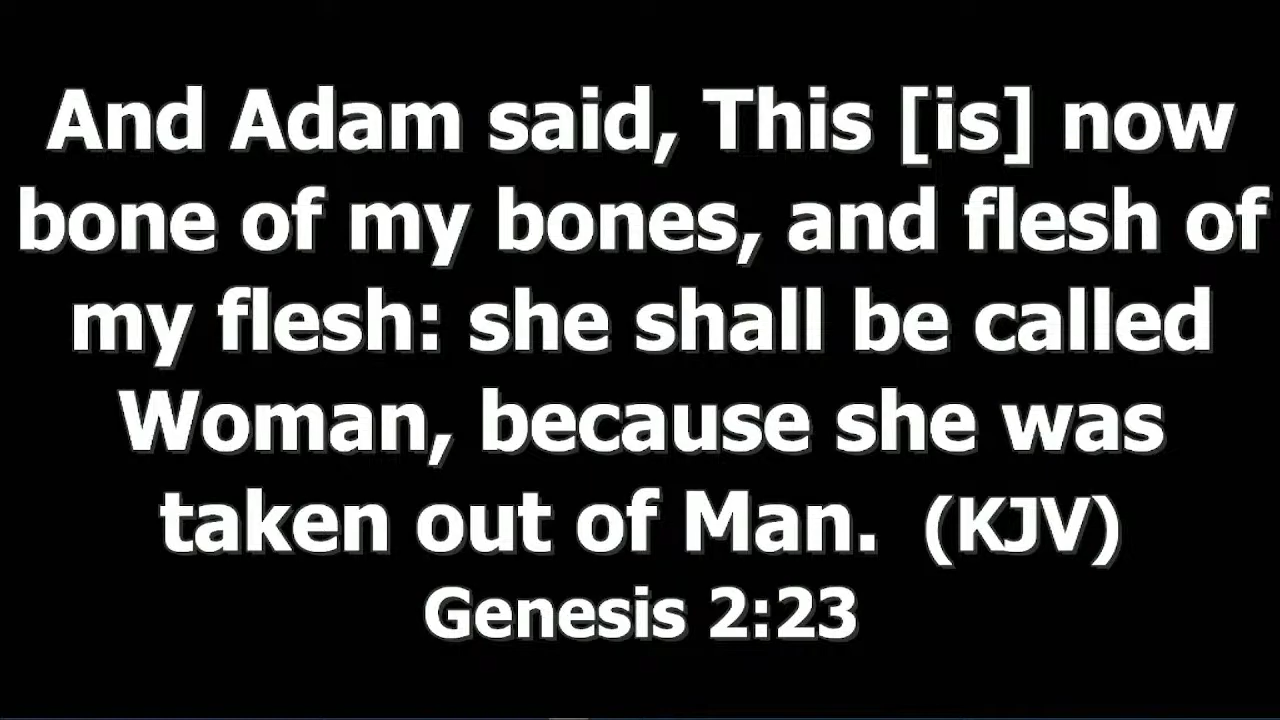 And Adam said, This [is] now
bone of my bones, and flesh of
my flesh: she shall be called
Woman, because she was
taken out of Man. (KJV)
Genesis 2:23